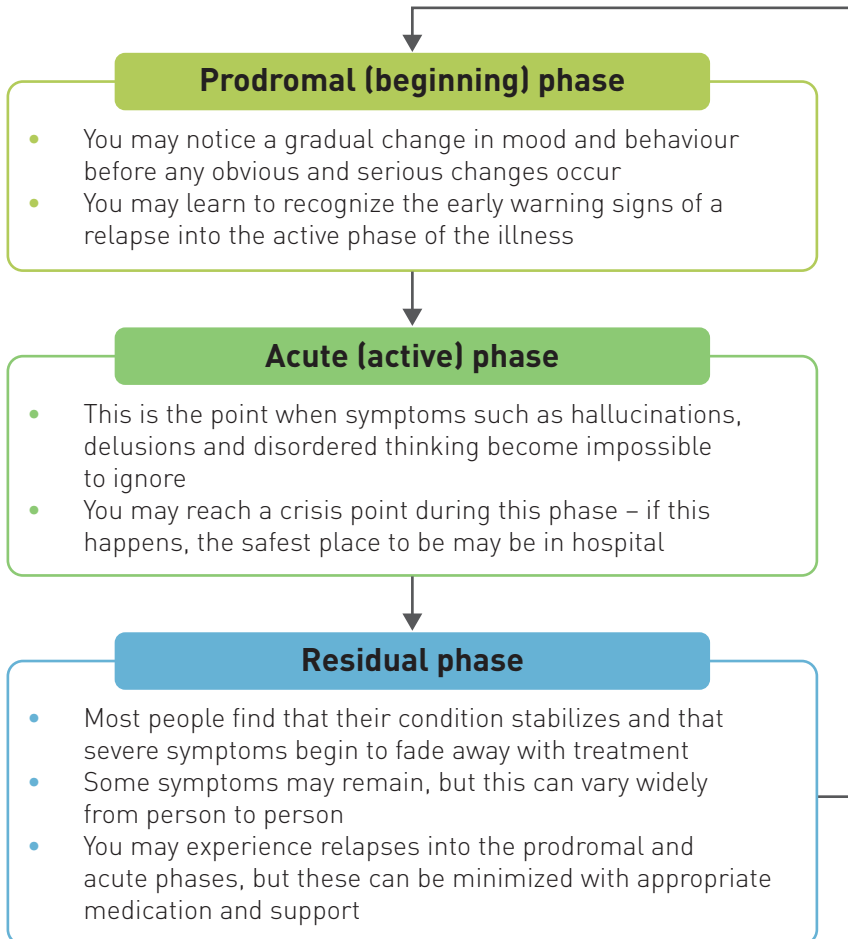 Prodromal (beginning) phase
• You may notice a gradual change in mood and behaviour
before any obvious and serious changes occur
• You may learn to recognize the early warning signs of a
relapse into the active phase of the illness
Acute (active) phase
• This is the point when symptoms such as hallucinations,
delusions and disordered thinking become impossible
to ignore
• You may reach a crisis point during this phase – if this
happens, the safest place to be may be in hospital
Residual phase
• Most people find that their condition stabilizes and that
severe symptoms begin to fade away with treatment
• Some symptoms may remain, but this can vary widely
from person to person
• You may experience relapses into the prodromal and
acute phases, but these can be minimized with appropriate
medication and support